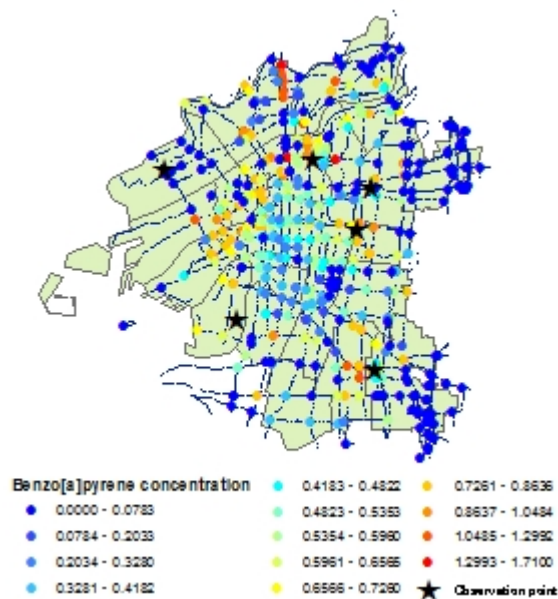 Benzo[a]pyrene concentration
0.0000 - 0.0783
0.0784 - 0.2033
0.2034 - 0.3280
0.3281 - 0.4182
0.4183 - 0.4822
0.4823 - 0.5353
0.5354 - 0.5960
0.5961 - 0.6565
0.6566 - 0.7260
0.7261 - 0.8636
0.8637 - 1.0484
1.0485 - 1.2992
1.2993 - 1.7100
Observation point